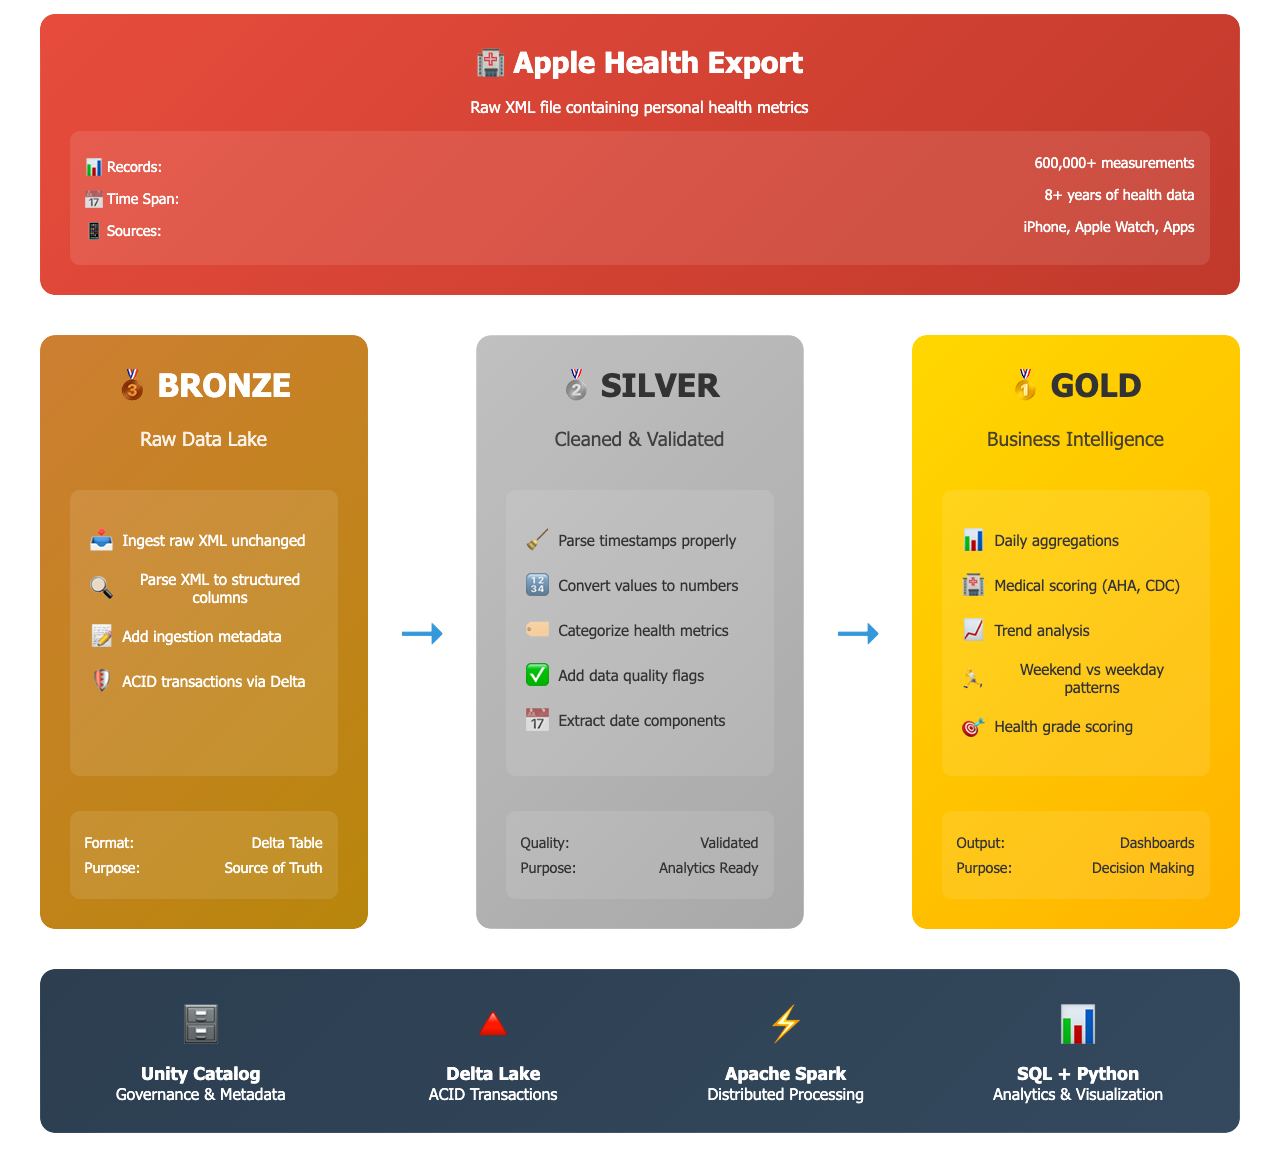 Apple Health Export
Raw XML file containing personal health metrics
Records: 600,000+ measurements
17 Time Span: 8+ years of health data
Sources: iPhone, Apple Watch, Apps
3 BRONZE
Raw Data Lake
Ingest raw XML unchanged
Parse XML to structured
columns
Add ingestion metadata
ACID transactions via Delta
Format: Delta Table
Purpose: Source of Truth
2 SILVER
Cleaned & Validated
Parse timestamps properly
1234 Convert values to numbers
Categorize health metrics
Add data quality flags
17 Extract date components
Quality: Validated
Purpose: Analytics Ready
1 GOLD
Business Intelligence
Daily aggregations
Medical scoring (AHA, CDC)
Trend analysis
Weekend vs weekday
patterns
Health grade scoring
Output: Dashboards
Purpose: Decision Making
Unity Catalog
Governance & Metadata
Delta Lake
ACID Transactions
Apache Spark
Distributed Processing
SQL + Python
Analytics & Visualization